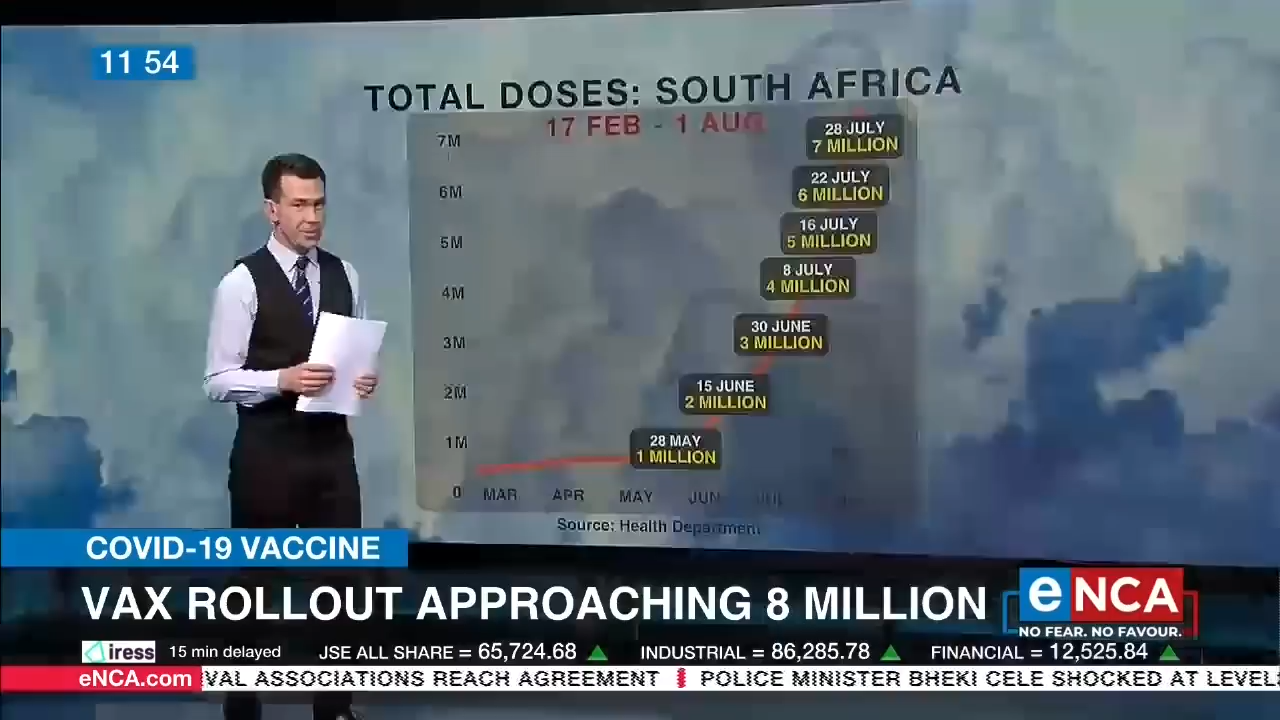 11 54
TOTAL DOSES: SOUTH AFRICA
17 FEB - 1 AUG
7M
6M
5M
4M
3M
2M
1M
0
28 JULY
7 MILLION
22 JULY
6 MILLION
16 JULY
5 MILLION
8 JULY
4 MILLION
30 JUNE
3 MILLION
15 JUNE
2 MILLION
28 MAY
1 MILLION
MAR APR MAY JUN JUL
Source: Health Department
COVID-19 VACCINE
VAX ROLLOUT APPROACHING 8 MILLION
eNCA
NO FEAR. NO FAVOUR.
iress 15 min delayed JSE ALL SHARE = 65,724.68 INDUSTRIAL = 86,285.78 FINANCIAL = 12,525.84
eNCA.com VAL ASSOCIATIONS REACH AGREEMENT POLICE MINISTER BHEKI CELE SHOCKED AT LEVEL